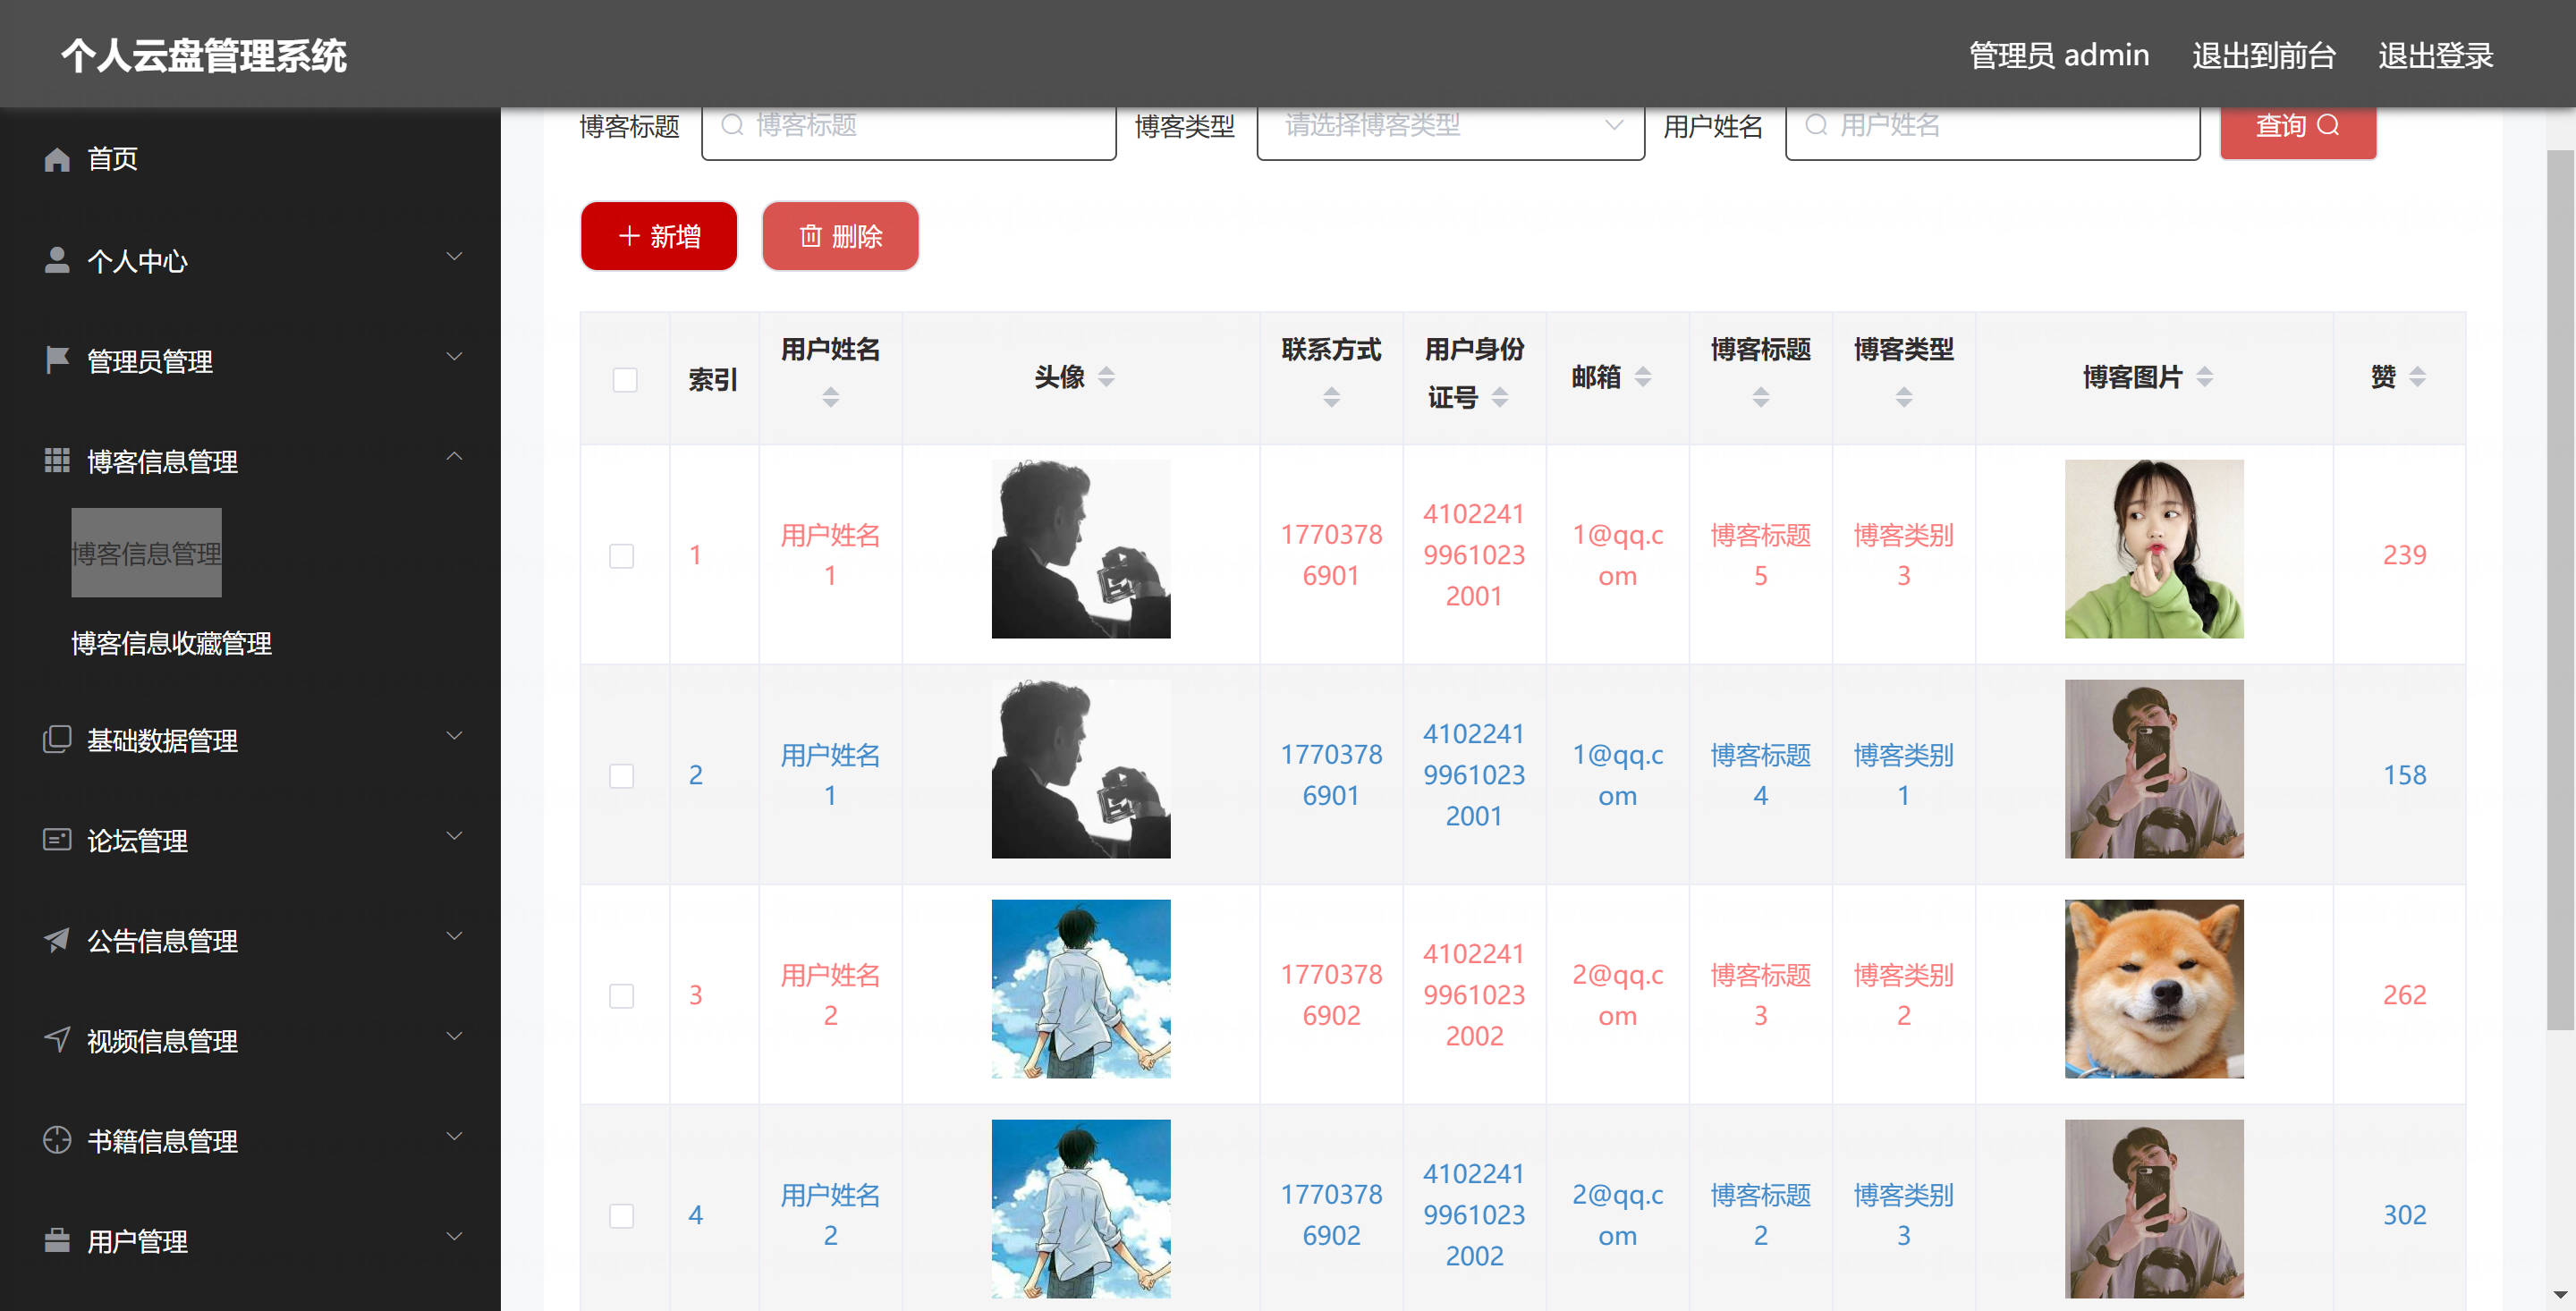 个人云盘管理系统
管理员 admin 退出到前台 退出登录
博客标题 博客标题 博客类型 请选择博客类型 用户姓名 用户姓名 查询
新增 删除
首页
个人中心
管理员管理
博客信息管理
博客信息管理
博客信息收藏管理
基础数据管理
论坛管理
公告信息管理
视频信息管理
书籍信息管理
用户管理
索引 用户姓名 头像 联系方式 用户身份证号 邮箱 博客标题 博客类型 博客图片 赞
1 用户姓名1 17703786901 410224199610232001 1@qq.com 博客标题5 博客类别3 239
2 用户姓名1 17703786901 410224199610232001 1@qq.com 博客标题4 博客类别1 158
3 用户姓名2 17703786902 410224199610232002 2@qq.com 博客标题3 博客类别2 262
4 用户姓名2 17703786902 410224199610232002 2@qq.com 博客标题2 博客类别3 302